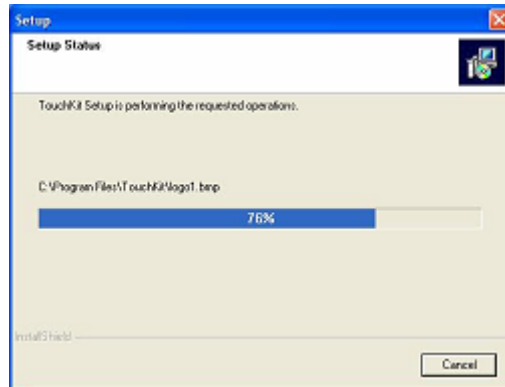 Setup
Setup Status
TouchKit Setup is performing the requested operations.
C:\Program Files\TouchKit\logo1.bmp
76%
InstallShield
Cancel